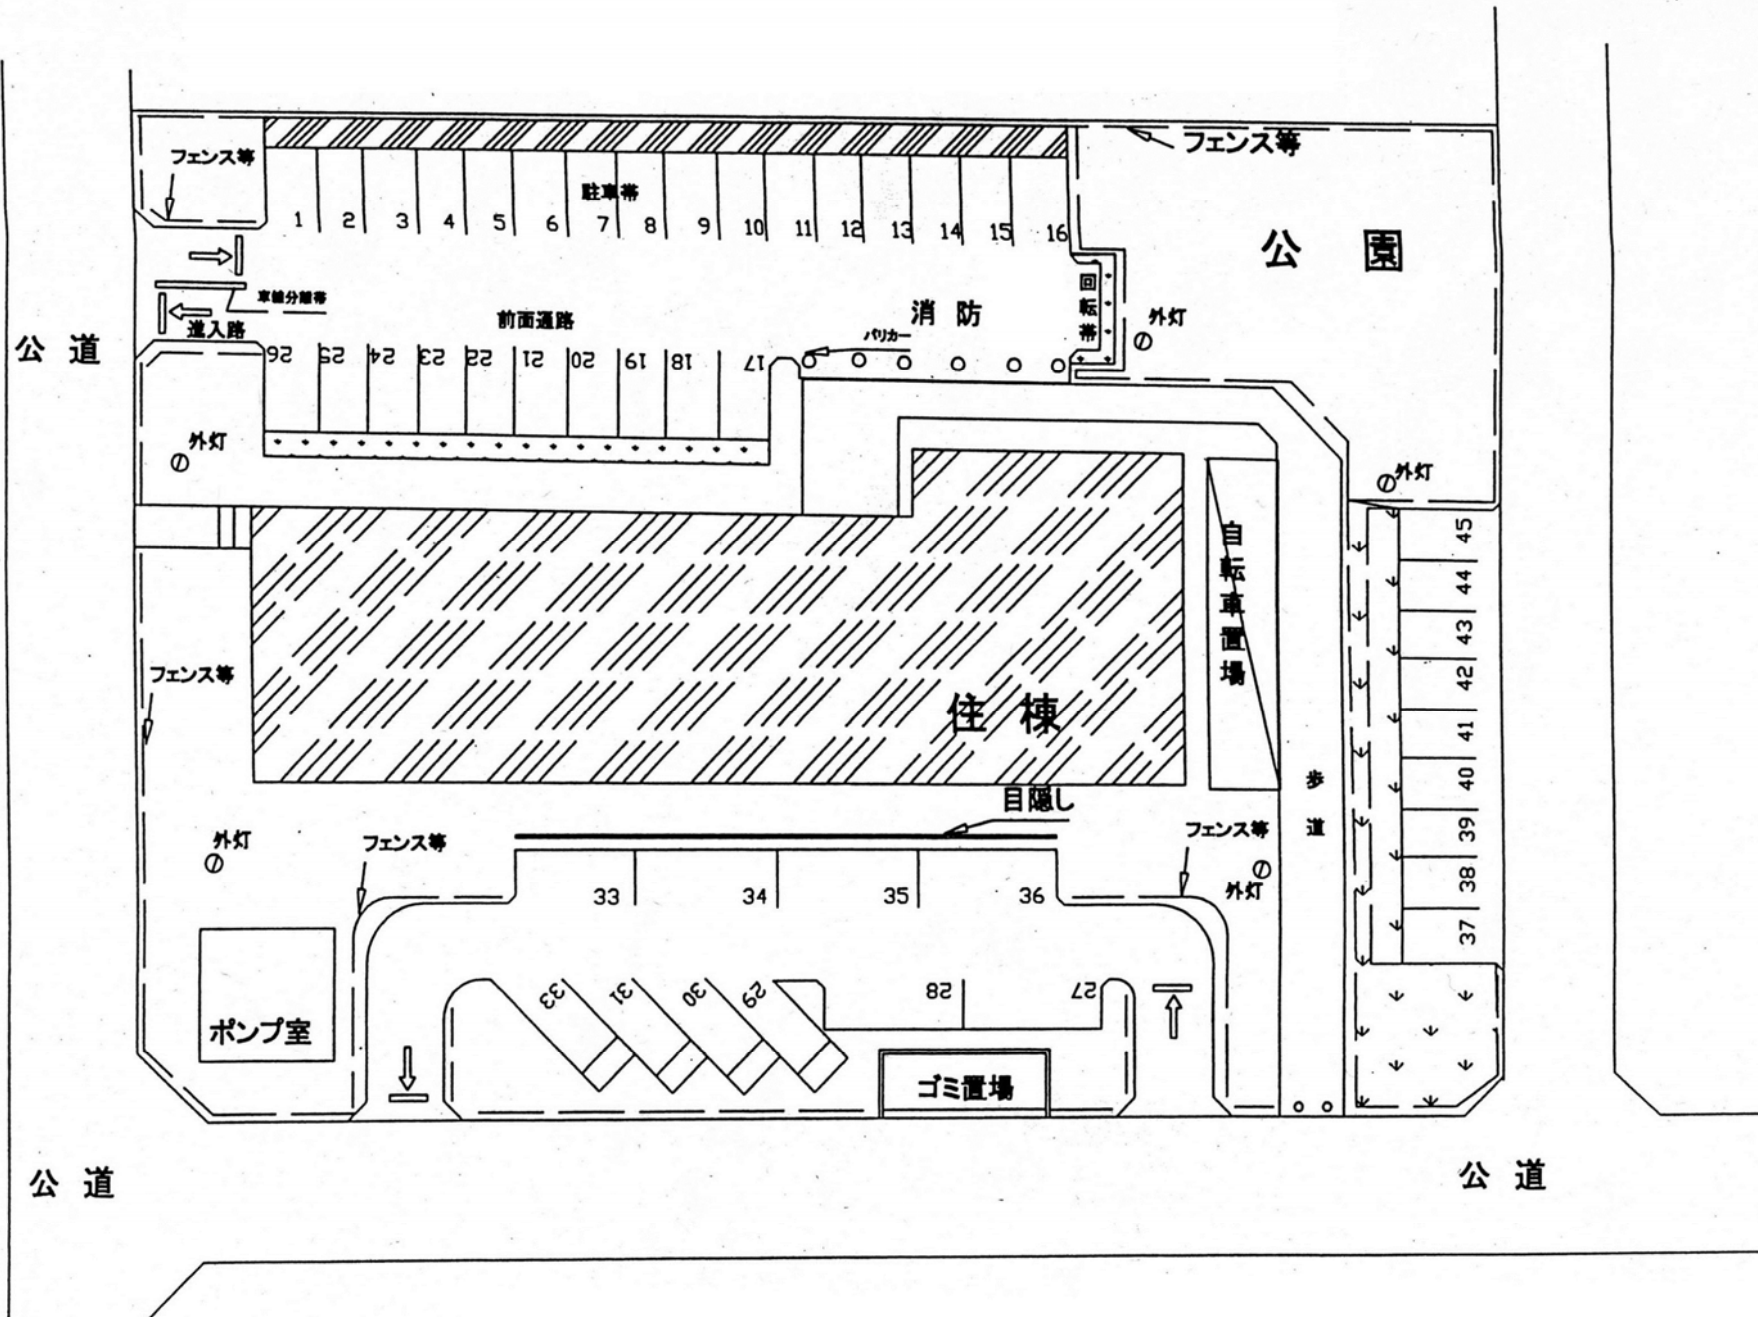 フェンス等
フェンス等
駐車帯
1 2 3 4 5 6 7 8 9 10 11 12 13 14 15 16
公園
回転帯
車線分離帯
進入路
前面通路
消防
バリカー
外灯
公道
26 25 24 23 22 21 20 19 18 17
外灯
外灯
自転車置場
45
44
43
42
41
40
39
38
37
フェンス等
住棟
歩道
目隠し
外灯
フェンス等
フェンス等
外灯
33 34 35 36
33 31 30 29 28 27
ポンプ室
ゴミ置場
公道
公道